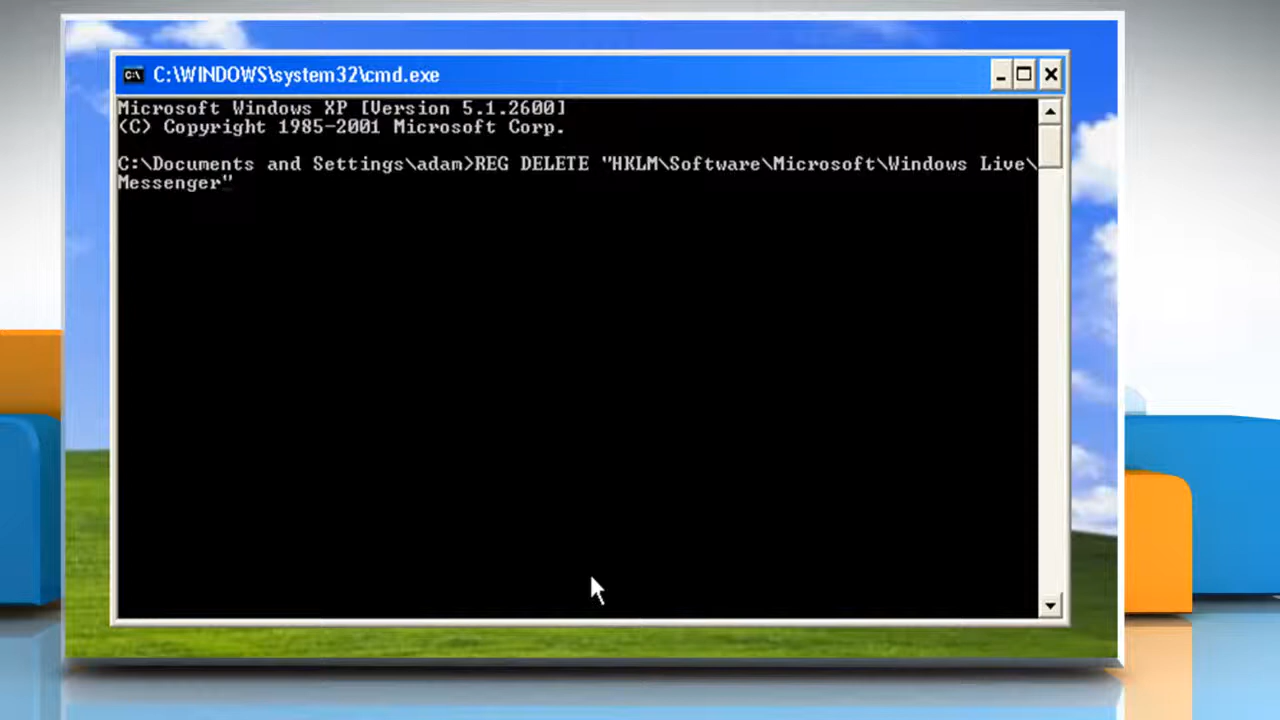 C:\WINDOWS\system32\cmd.exe
Microsoft Windows XP [Version 5.1.2600]
(C) Copyright 1985-2001 Microsoft Corp.
C:\Documents and Settings\adam>REG DELETE "HKLM\Software\Microsoft\Windows Live\
Messenger"